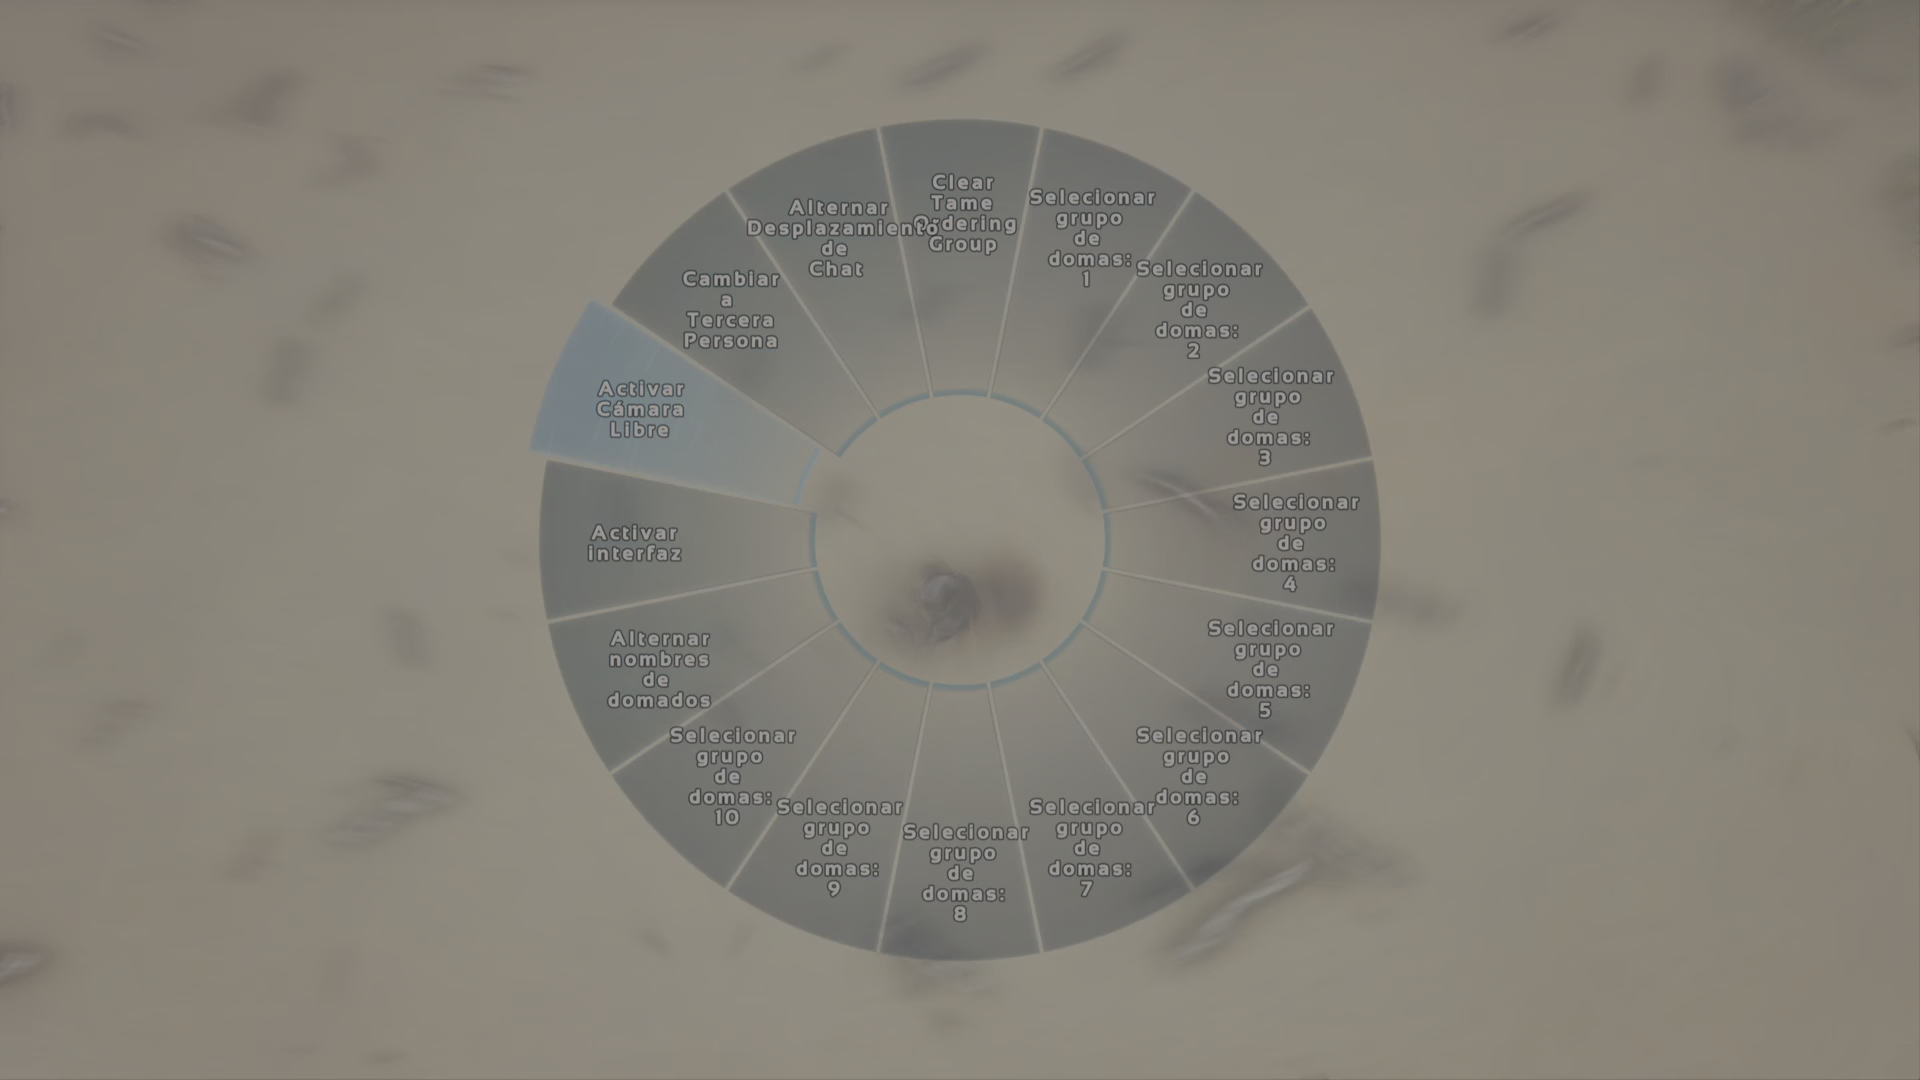 Clear
Tame
Ordering
Group
Selecionar
grupo
de
domas:
1
Selecionar
grupo
de
domas:
2
Selecionar
grupo
de
domas:
3
Selecionar
grupo
de
domas:
4
Selecionar
grupo
de
domas:
5
Selecionar
grupo
de
domas:
6
Selecionar
grupo
de
domas:
7
Selecionar
grupo
de
domas:
8
Selecionar
grupo
de
domas:
9
Selecionar
grupo
de
domas:
10
Alternar
nombres
de
domados
Activar
interfaz
Activar
Cámara
Libre
Cambiar
a
Tercera
Persona
Alternar
Desplazamiento
de
Chat